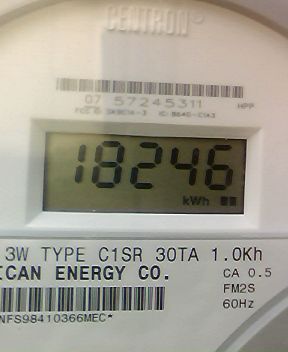 CENTRON®
07 57245311 HPP
18246
kWh
3W TYPE C1SR 30TA 1.0Kh
ICAN ENERGY CO. CA 0.5
FM2S
60Hz
NFS98410366MEC*